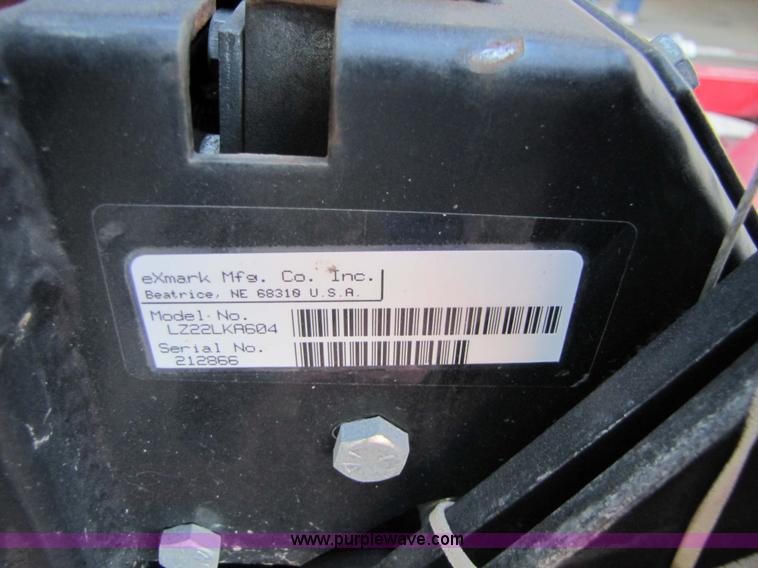 eXmark Mfg. Co. Inc.
Beatrice, NE 68310 U.S.A.
Model No.
LZ22LKA604
Serial No.
212866
www.purplewave.com